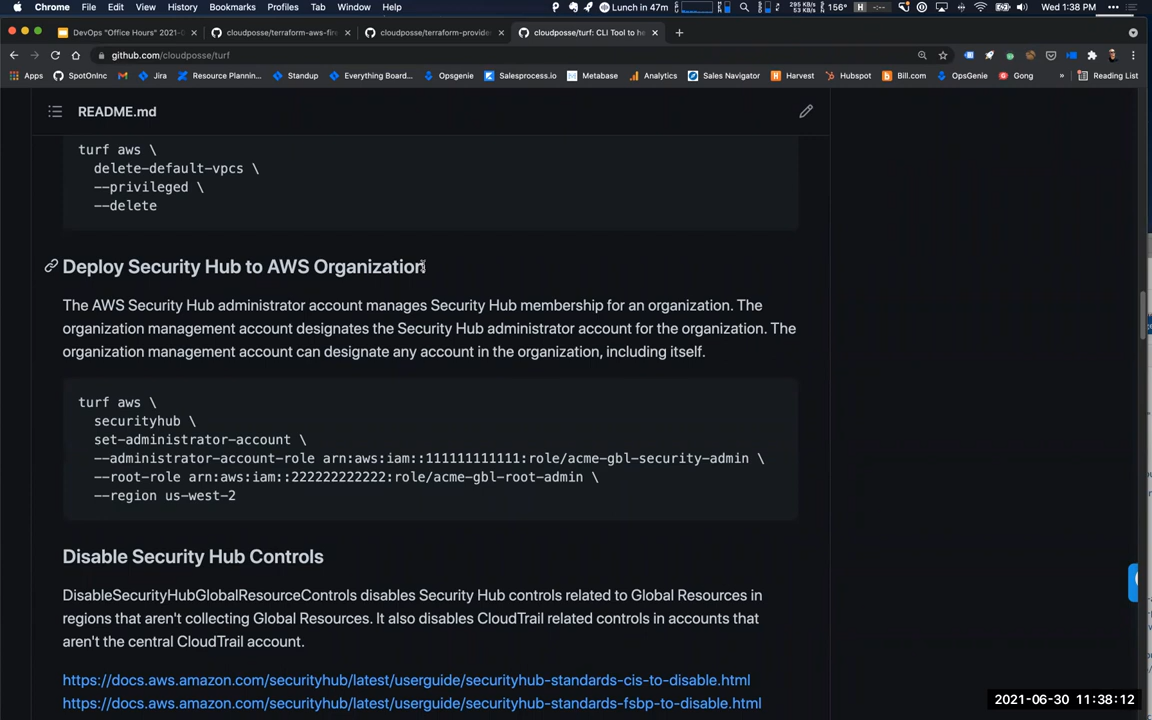 Chrome File Edit View History Bookmarks Profiles Tab Window Help
Lunch in 47m
295 KB
53 KB
156°
Wed 1:38 PM
DevOps "Office Hours" 2021-
cloudposse/terraform-aws-fire
cloudposse/terraform-provide
cloudposse/turf: CLI Tool to he
github.com/cloudposse/turf
Apps SpotOnInc Jira Resource Planning... Standup Everything Board... Opsgenie Salesprocess.io Metabase Analytics Sales Navigator Harvest Hubspot Bill.com OpsGenie Gong » Reading List
README.md
turf aws \
delete-default-vpcs \
--privileged \
--delete
Deploy Security Hub to AWS Organization
The AWS Security Hub administrator account manages Security Hub membership for an organization. The
organization management account designates the Security Hub administrator account for the organization. The
organization management account can designate any account in the organization, including itself.
turf aws \
securityhub \
set-administrator-account \
--administrator-account-role arn:aws:iam::111111111111:role/acme-gbl-security-admin \
--root-role arn:aws:iam::222222222222:role/acme-gbl-root-admin \
--region us-west-2
Disable Security Hub Controls
DisableSecurityHubGlobalResourceControls disables Security Hub controls related to Global Resources in
regions that aren't collecting Global Resources. It also disables CloudTrail related controls in accounts that
aren't the central CloudTrail account.
https://docs.aws.amazon.com/securityhub/latest/userguide/securityhub-standards-cis-to-disable.html
https://docs.aws.amazon.com/securityhub/latest/userguide/securityhub-standards-fsbp-to-disable.html
2021-06-30 11:38:12